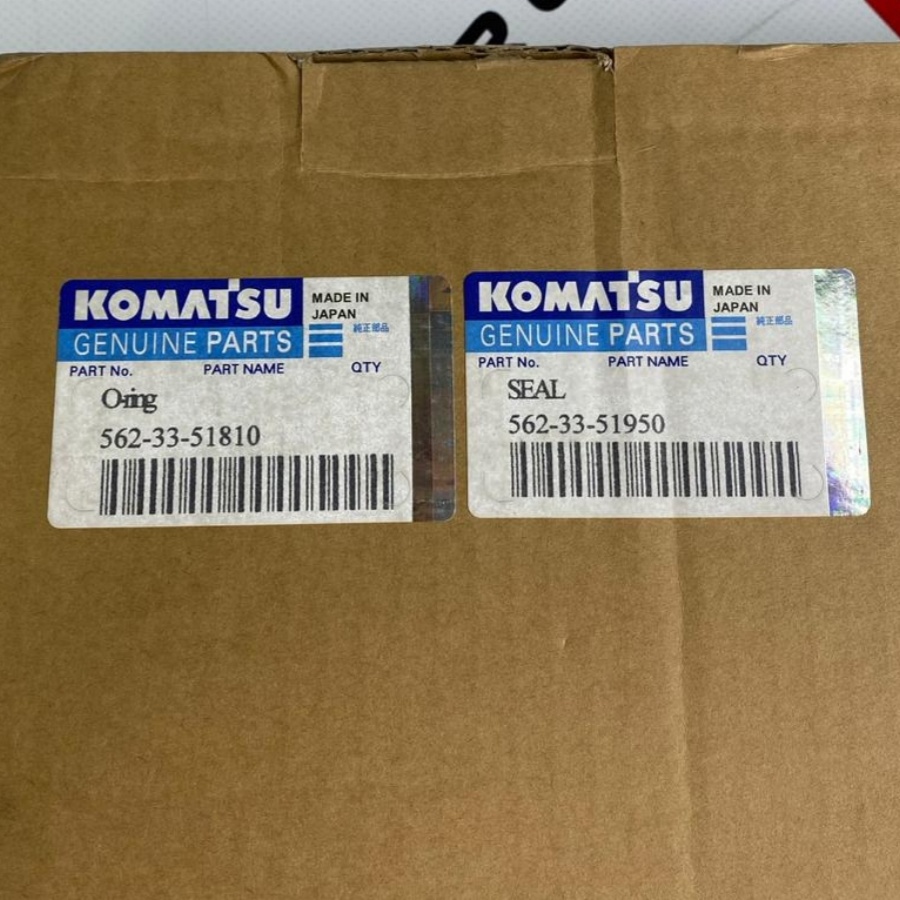 KOMATSU
GENUINE PARTS
MADE IN
JAPAN
純正部品
PART No.
PART NAME
QTY
O-ring
562-33-51810
KOMATSU
GENUINE PARTS
MADE IN
JAPAN
純正部品
PART No.
PART NAME
QTY
SEAL
562-33-51950